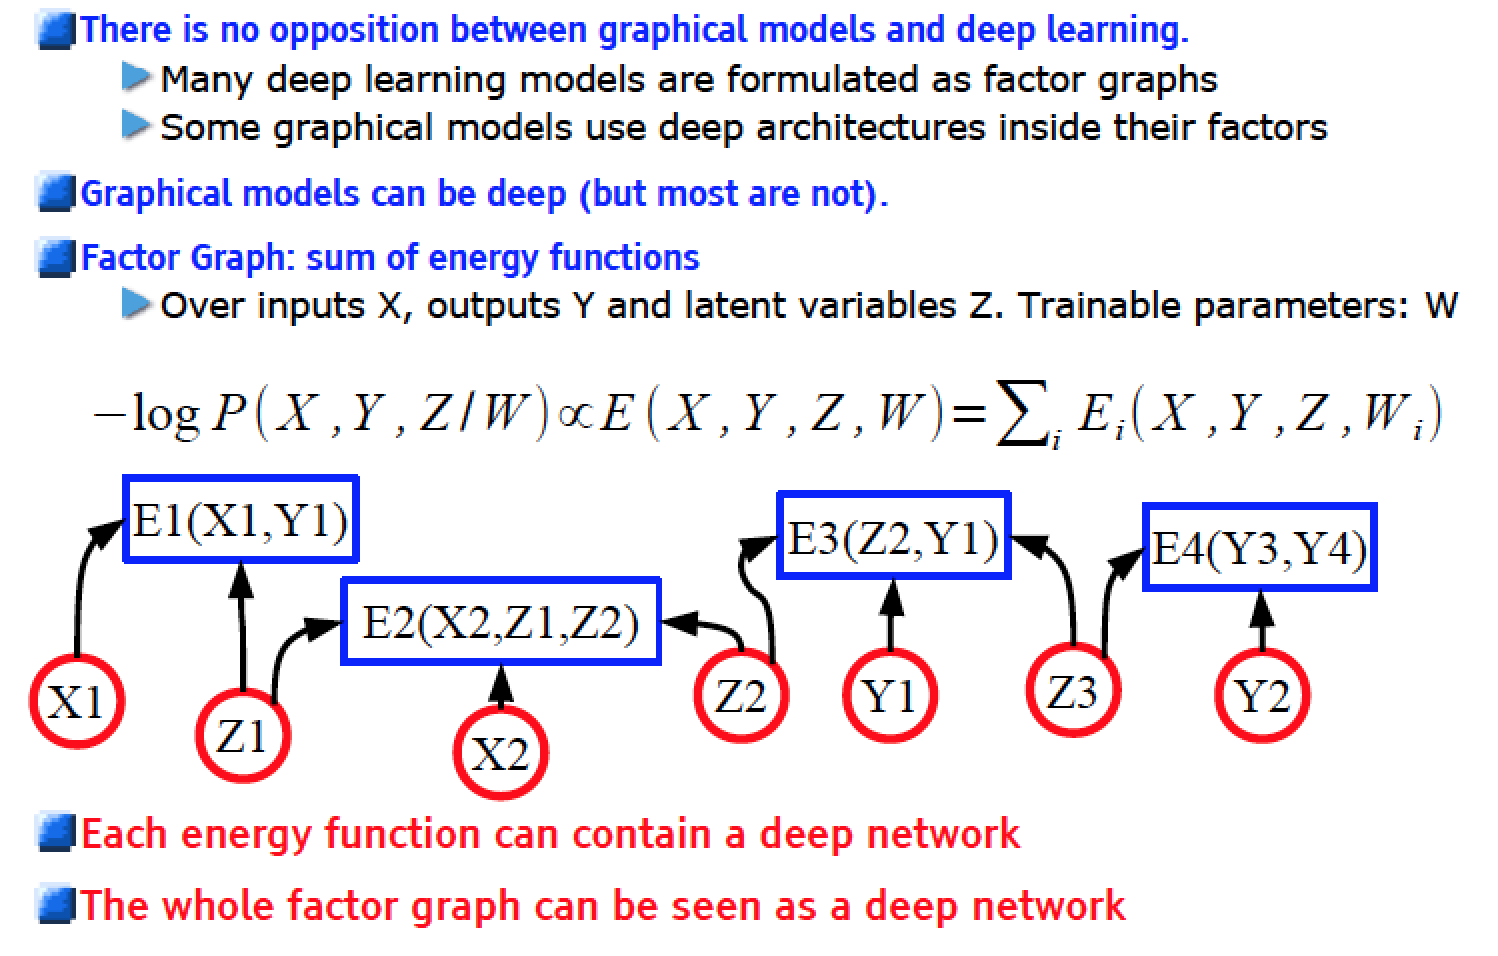 There is no opposition between graphical models and deep learning.
Many deep learning models are formulated as factor graphs
Some graphical models use deep architectures inside their factors
Graphical models can be deep (but most are not).
Factor Graph: sum of energy functions
Over inputs X, outputs Y and latent variables Z. Trainable parameters: W
−log P(X,Y,Z/W)∝E(X,Y,Z,W)=∑i Ei(X,Y,Z,Wi)
E1(X1,Y1)
E2(X2,Z1,Z2)
E3(Z2,Y1)
E4(Y3,Y4)
X1
Z1
X2
Z2
Y1
Z3
Y2
Each energy function can contain a deep network
The whole factor graph can be seen as a deep network